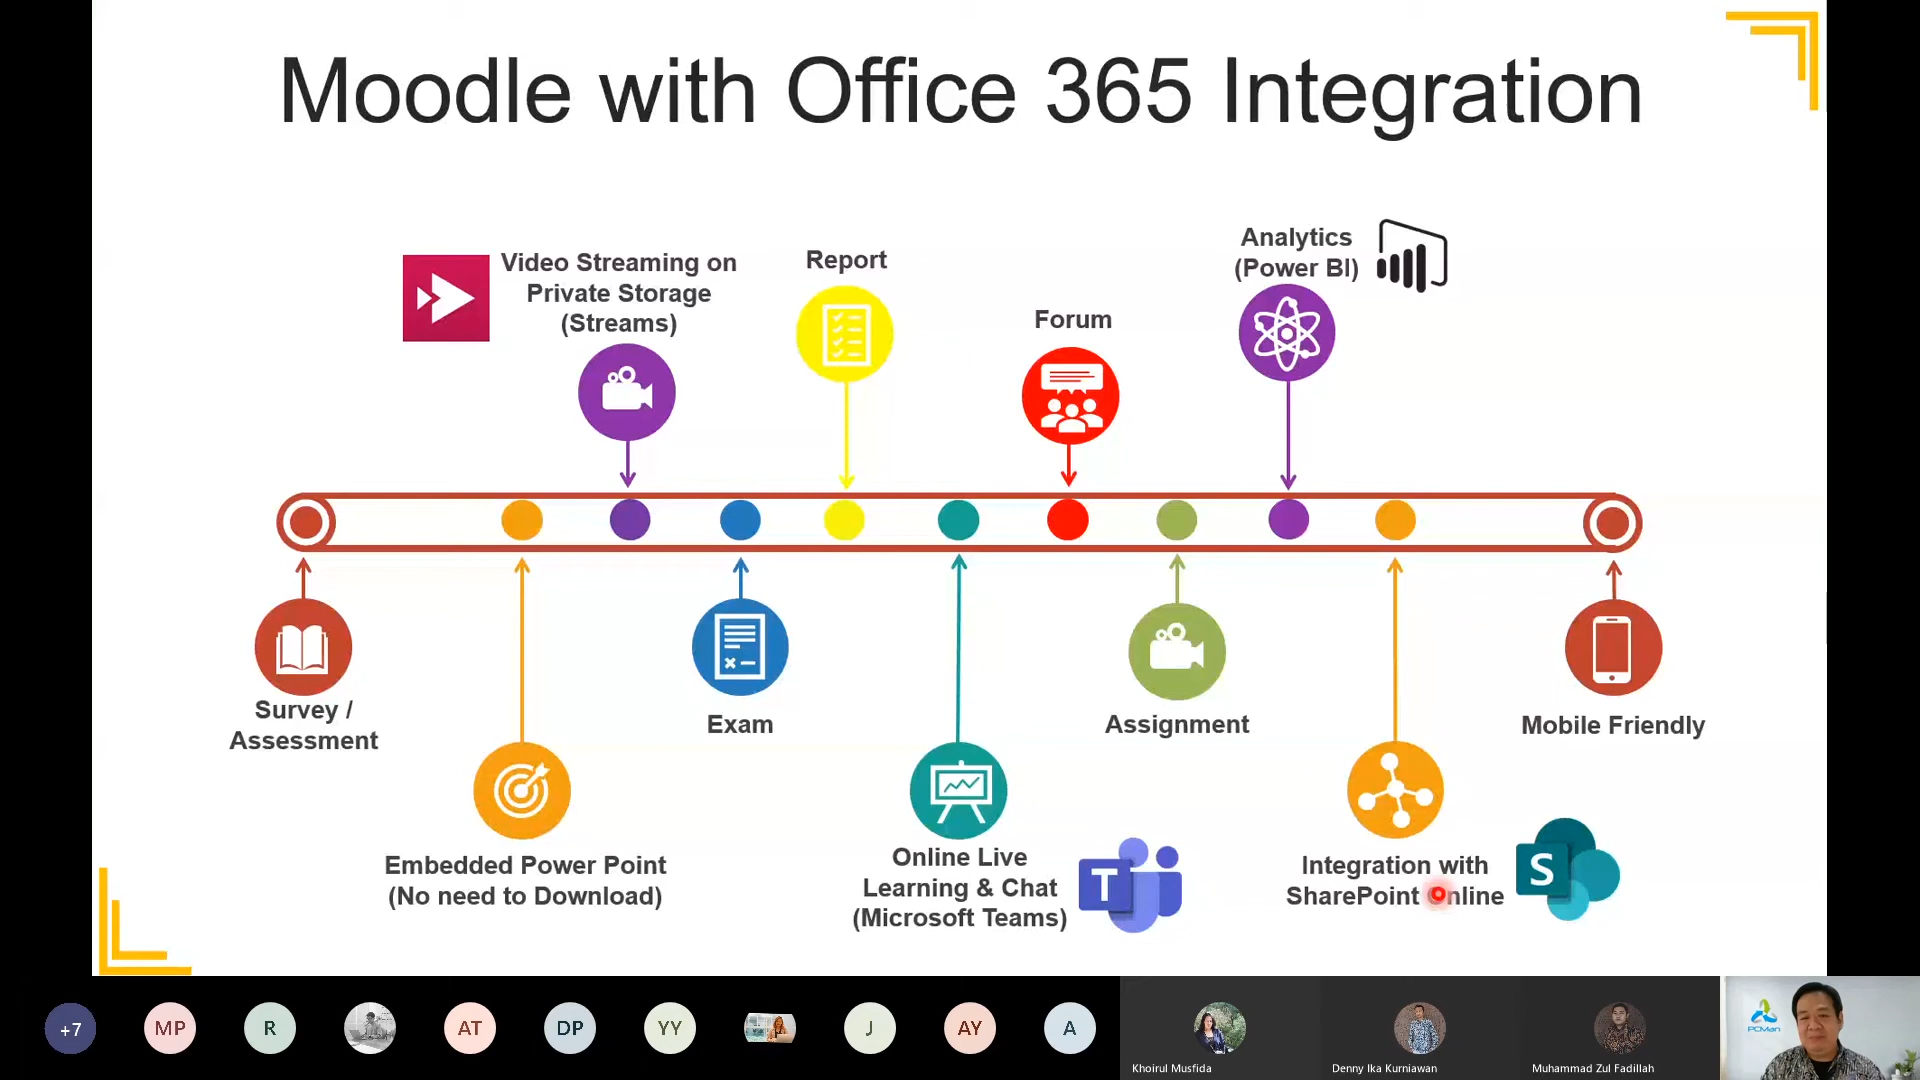 Moodle with Office 365 Integration
Video Streaming on
Private Storage
(Streams)
Report
Forum
Analytics
(Power BI)
Survey /
Assessment
Embedded Power Point
(No need to Download)
Exam
Online Live
Learning & Chat
(Microsoft Teams)
T
Assignment
Integration with
SharePoint Online
S
Mobile Friendly
+7
MP
R
AT
DP
YY
J
AY
A
Khoirul Musfida
Denny Ika Kurniawan
Muhammad Zul Fadillah
PCMan